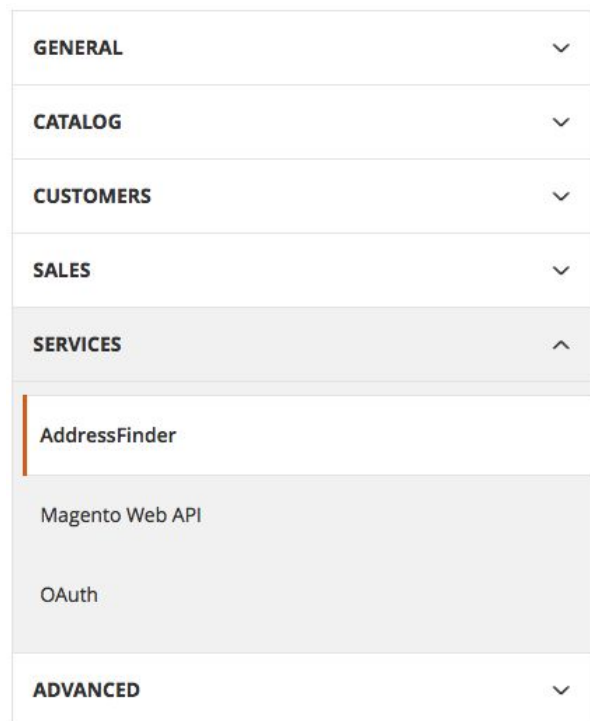 GENERAL
CATALOG
CUSTOMERS
SALES
SERVICES
AddressFinder
Magento Web API
OAuth
ADVANCED